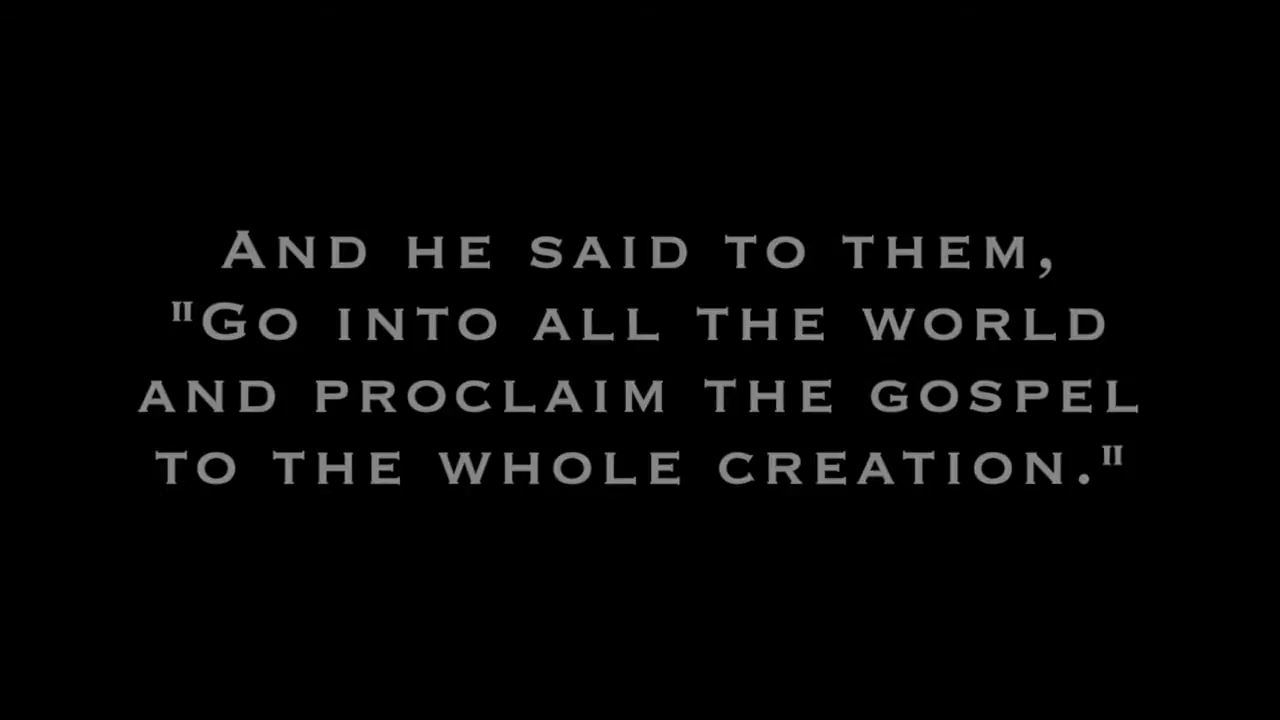 And he said to them,
"Go into all the world
and proclaim the gospel
to the whole creation."